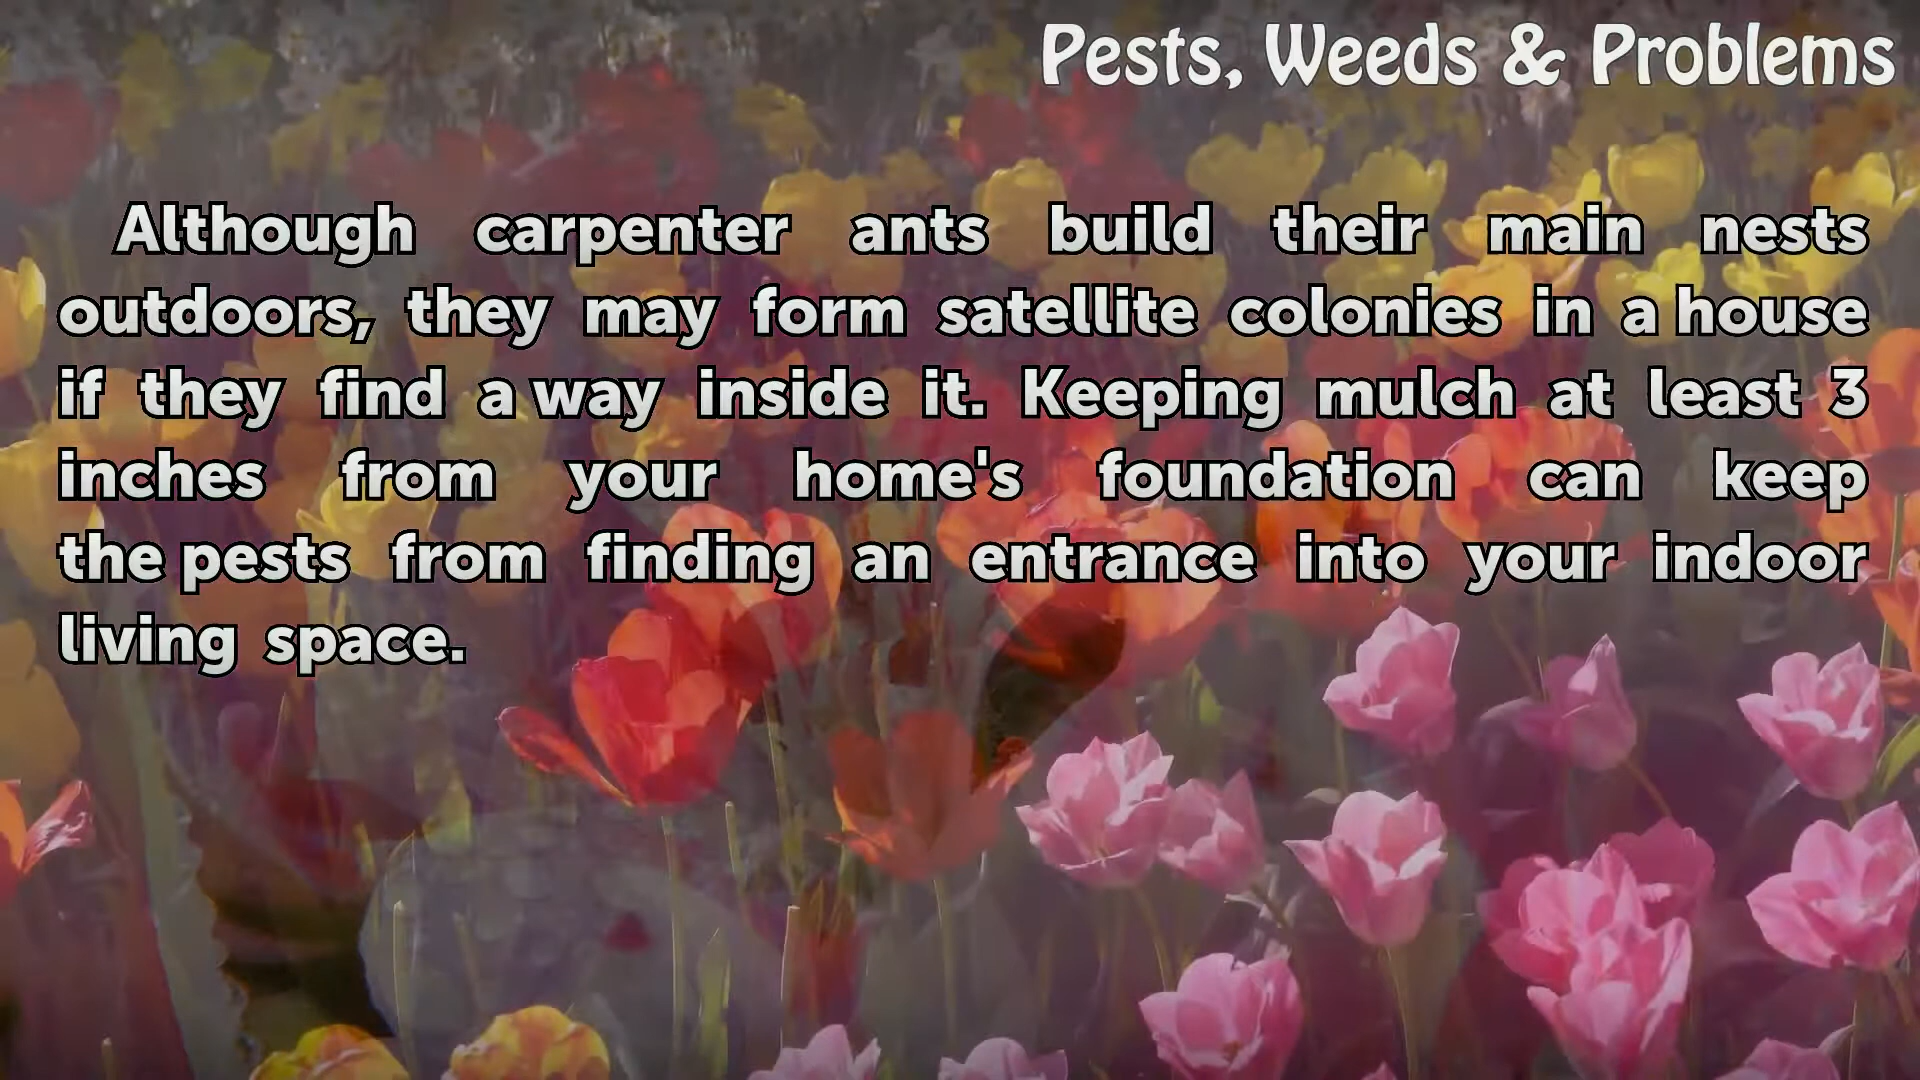 Pests, Weeds & Problems
Although carpenter ants build their main nests
outdoors, they may form satellite colonies in a house
if they find a way inside it. Keeping mulch at least 3
inches from your home's foundation can keep
the pests from finding an entrance into your indoor
living space.